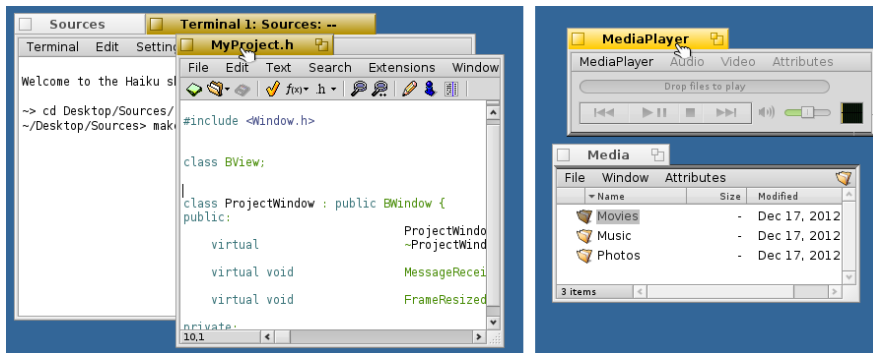 Sources
Terminal 1: Sources: --
Terminal Edit
Welcome to the Haiku
~> cd Desktop/Sources/
~/Desktop/Sources>
MyProject.h
File Edit Text Search Extensions Window
f(x) .h
#include <Window.h>
class BView;
class ProjectWindow : public BWindow {
public:
ProjectWindo
virtual ~ProjectWind
virtual void MessageRecei
virtual void FrameResized
private:
10,1
MediaPlayer
MediaPlayer Audio Video Attributes
Drop files to play
Media
File Window Attributes
Name Size Modified
Movies - Dec 17, 2012
Music - Dec 17, 2012
Photos - Dec 17, 2012
3 items